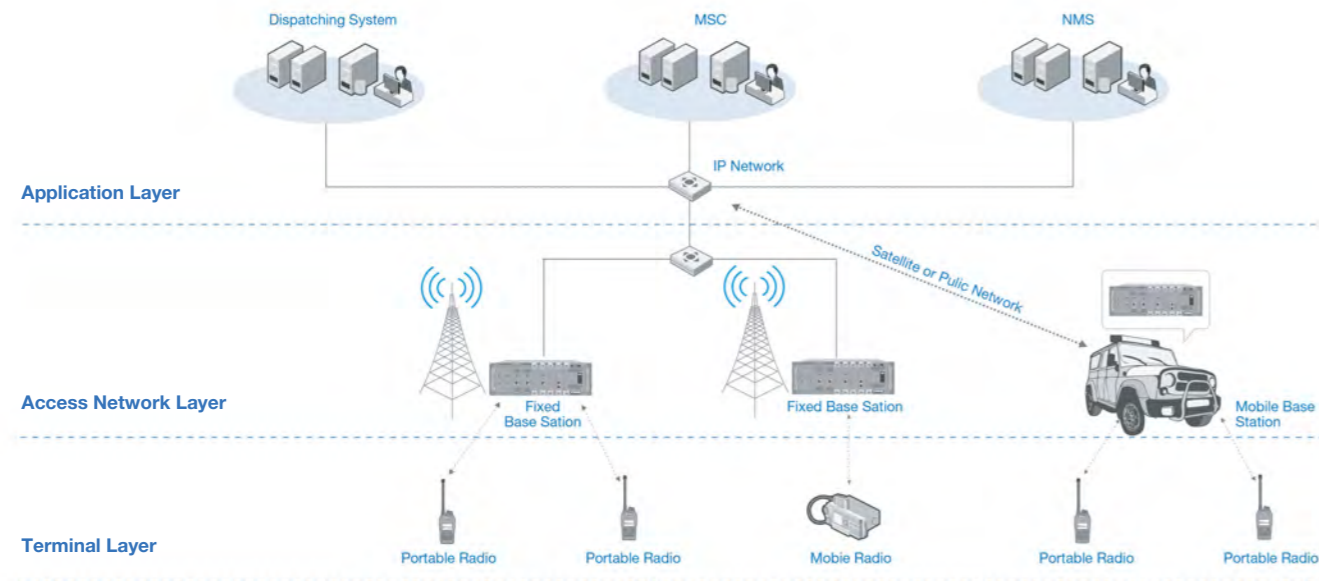 Dispatching System
MSC
NMS
IP Network
Application Layer
Satellite or Pulic Network
Access Network Layer
Fixed
Base Sation
Fixed Base Sation
Mobile Base
Station
Terminal Layer
Portable Radio
Portable Radio
Mobie Radio
Portable Radio
Portable Radio